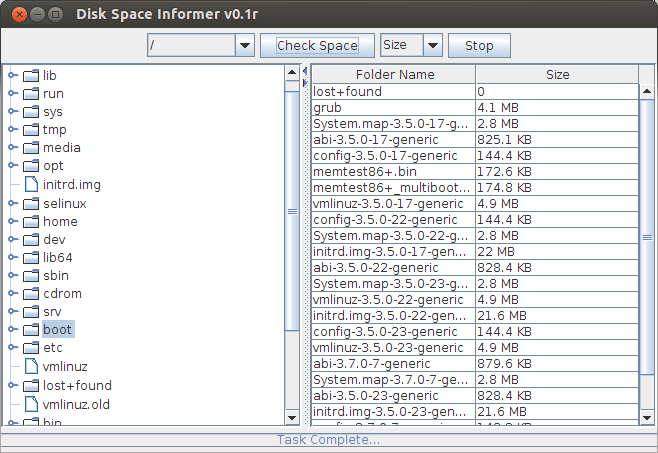 Disk Space Informer v0.1r
/ Check Space Size Stop
lib
run
sys
tmp
media
opt
initrd.img
selinux
home
dev
lib64
sbin
cdrom
srv
boot
etc
vmlinuz
lost+found
vmlinuz.old
bin
Folder Name Size
lost+found 0
grub 4.1 MB
System.map-3.5.0-17-g... 2.8 MB
abi-3.5.0-17-generic 825.1 KB
config-3.5.0-17-generic 144.4 KB
memtest86+.bin 172.6 KB
memtest86+_multiboot... 174.8 KB
vmlinuz-3.5.0-17-generic 4.9 MB
config-3.5.0-22-generic 144.4 KB
System.map-3.5.0-22-g... 2.8 MB
initrd.img-3.5.0-17-gen... 22 MB
abi-3.5.0-22-generic 828.4 KB
System.map-3.5.0-23-g... 2.8 MB
vmlinuz-3.5.0-22-generic 4.9 MB
initrd.img-3.5.0-22-gen... 21.6 MB
config-3.5.0-23-generic 144.4 KB
vmlinuz-3.5.0-23-generic 4.9 MB
abi-3.7.0-7-generic 879.6 KB
System.map-3.7.0-7-ge... 2.8 MB
abi-3.5.0-23-generic 828.4 KB
initrd.img-3.5.0-23-gen... 21.6 MB
Task Complete...